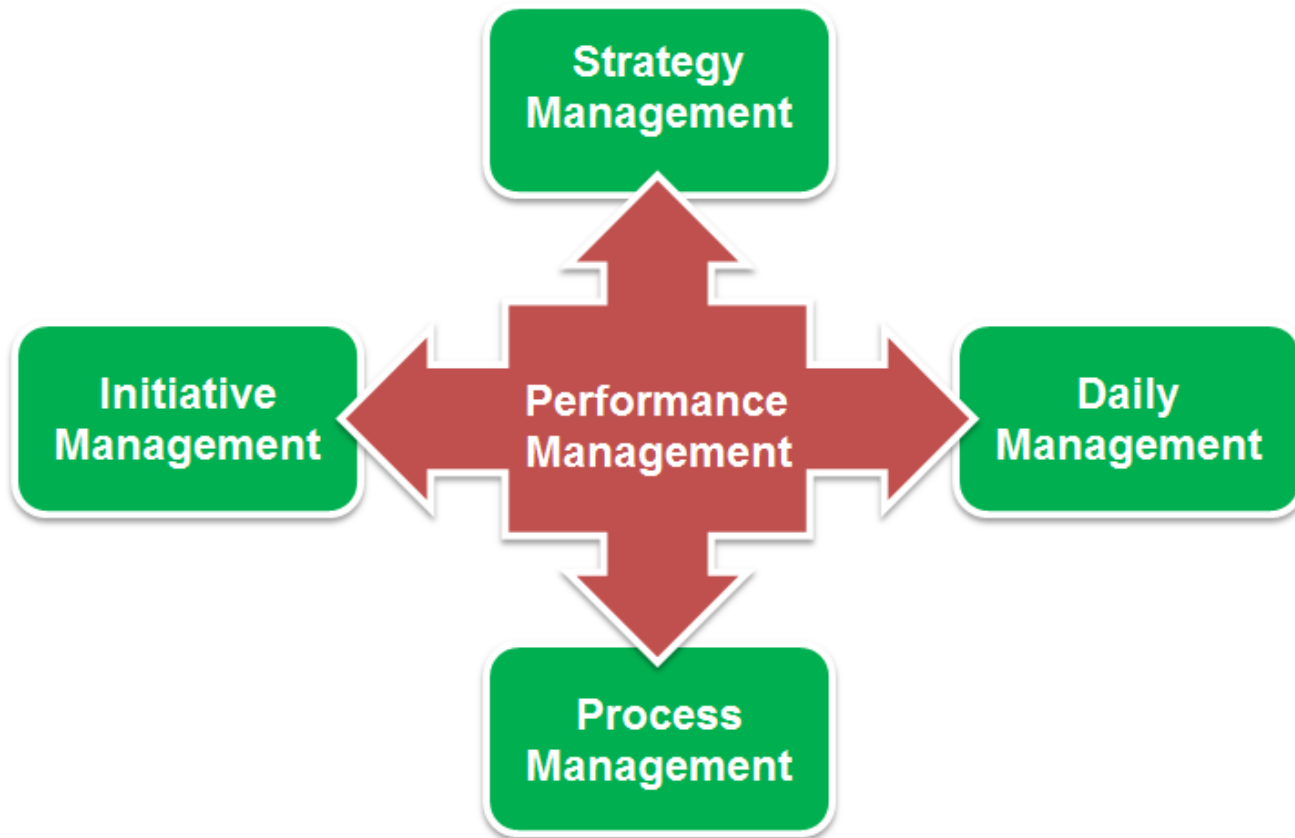 Strategy
Management
Initiative
Management
Performance
Management
Daily
Management
Process
Management